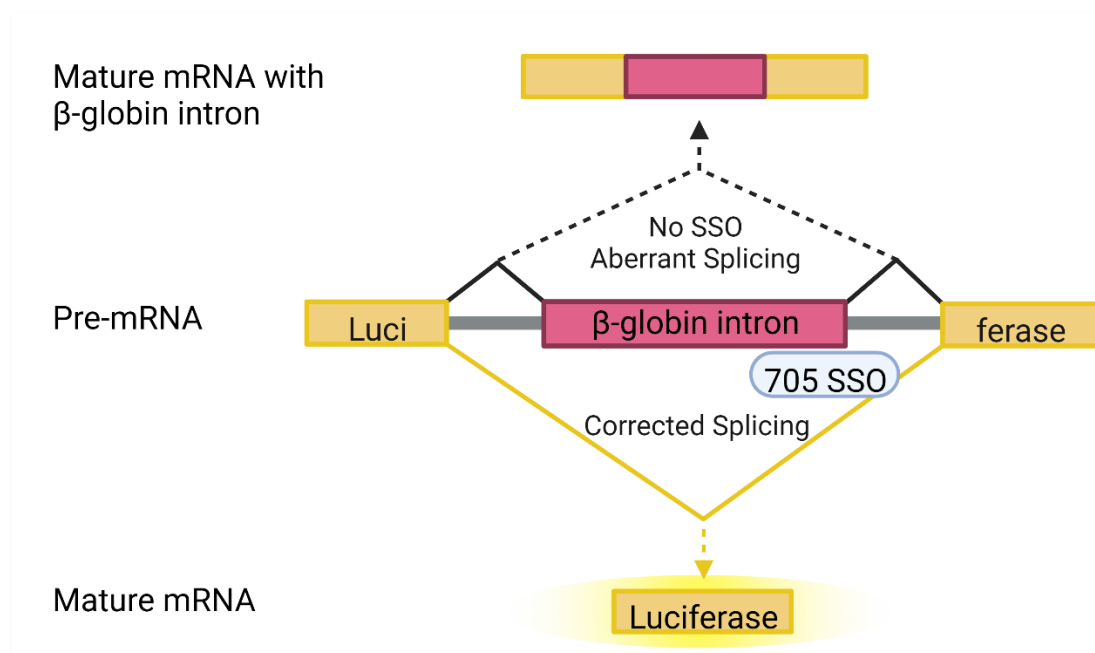 Mature mRNA with
β-globin intron
No SSO
Aberrant Splicing
Pre-mRNA
Luci
β-globin intron
ferase
705 SSO
Corrected Splicing
Mature mRNA
Luciferase